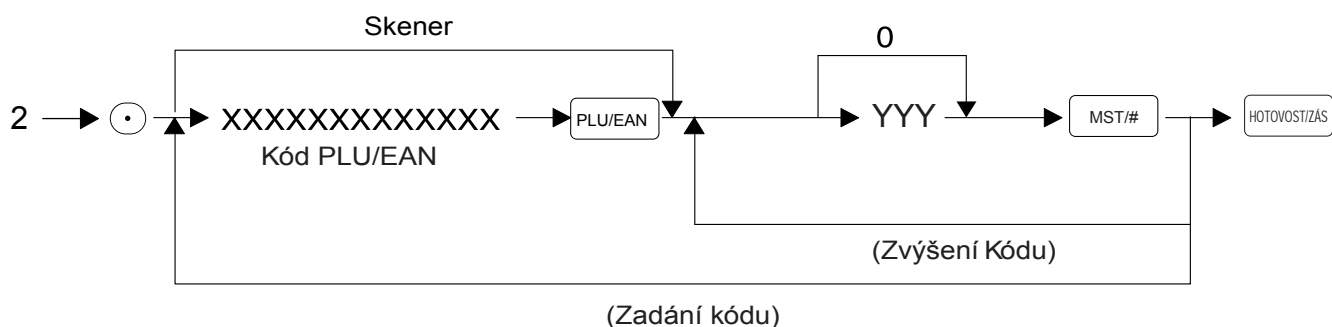 Skener
0
2
•
XXXXXXXXXXXXX
PLU/EAN
YYY
MST/#
HOTOVOST/ZÁS
Kód PLU/EAN
(Zvýšení Kódu)
(Zadání kódu)